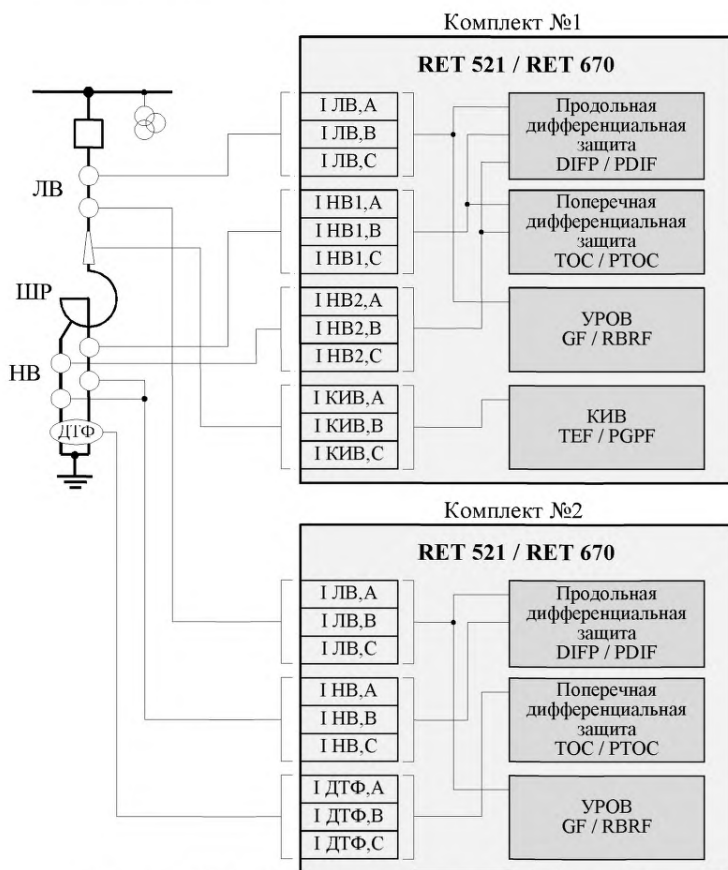 Комплект №1
RET 521 / RET 670
I ЛВ,A
I ЛВ,B
I ЛВ,C
Продольная
дифференциальная
защита
DIFP / PDIF
ЛВ
I НВ1,A
I НВ1,B
I НВ1,C
Поперечная
дифференциальная
защита
TOC / PTOC
ШР
I НВ2,A
I НВ2,B
I НВ2,C
УРОВ
GF / RBRF
НВ
I КИВ,A
I КИВ,B
I КИВ,C
КИВ
TEF / PGPF
ДТФ
Комплект №2
RET 521 / RET 670
I ЛВ,A
I ЛВ,B
I ЛВ,C
Продольная
дифференциальная
защита
DIFP / PDIF
I НВ,A
I НВ,B
I НВ,C
Поперечная
дифференциальная
защита
TOC / PTOC
I ДТФ,A
I ДТФ,B
I ДТФ,C
УРОВ
GF / RBRF